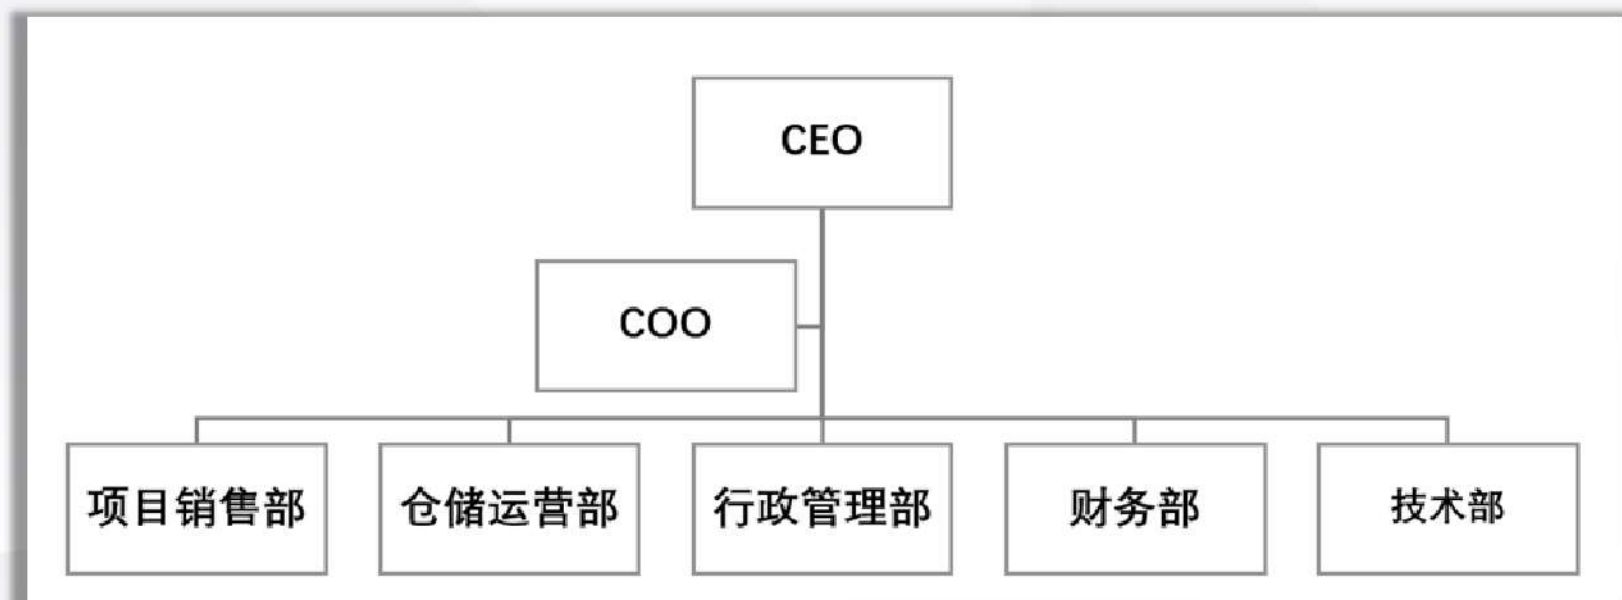 CEO
COO
项目销售部
仓储运营部
行政管理部
财务部
技术部